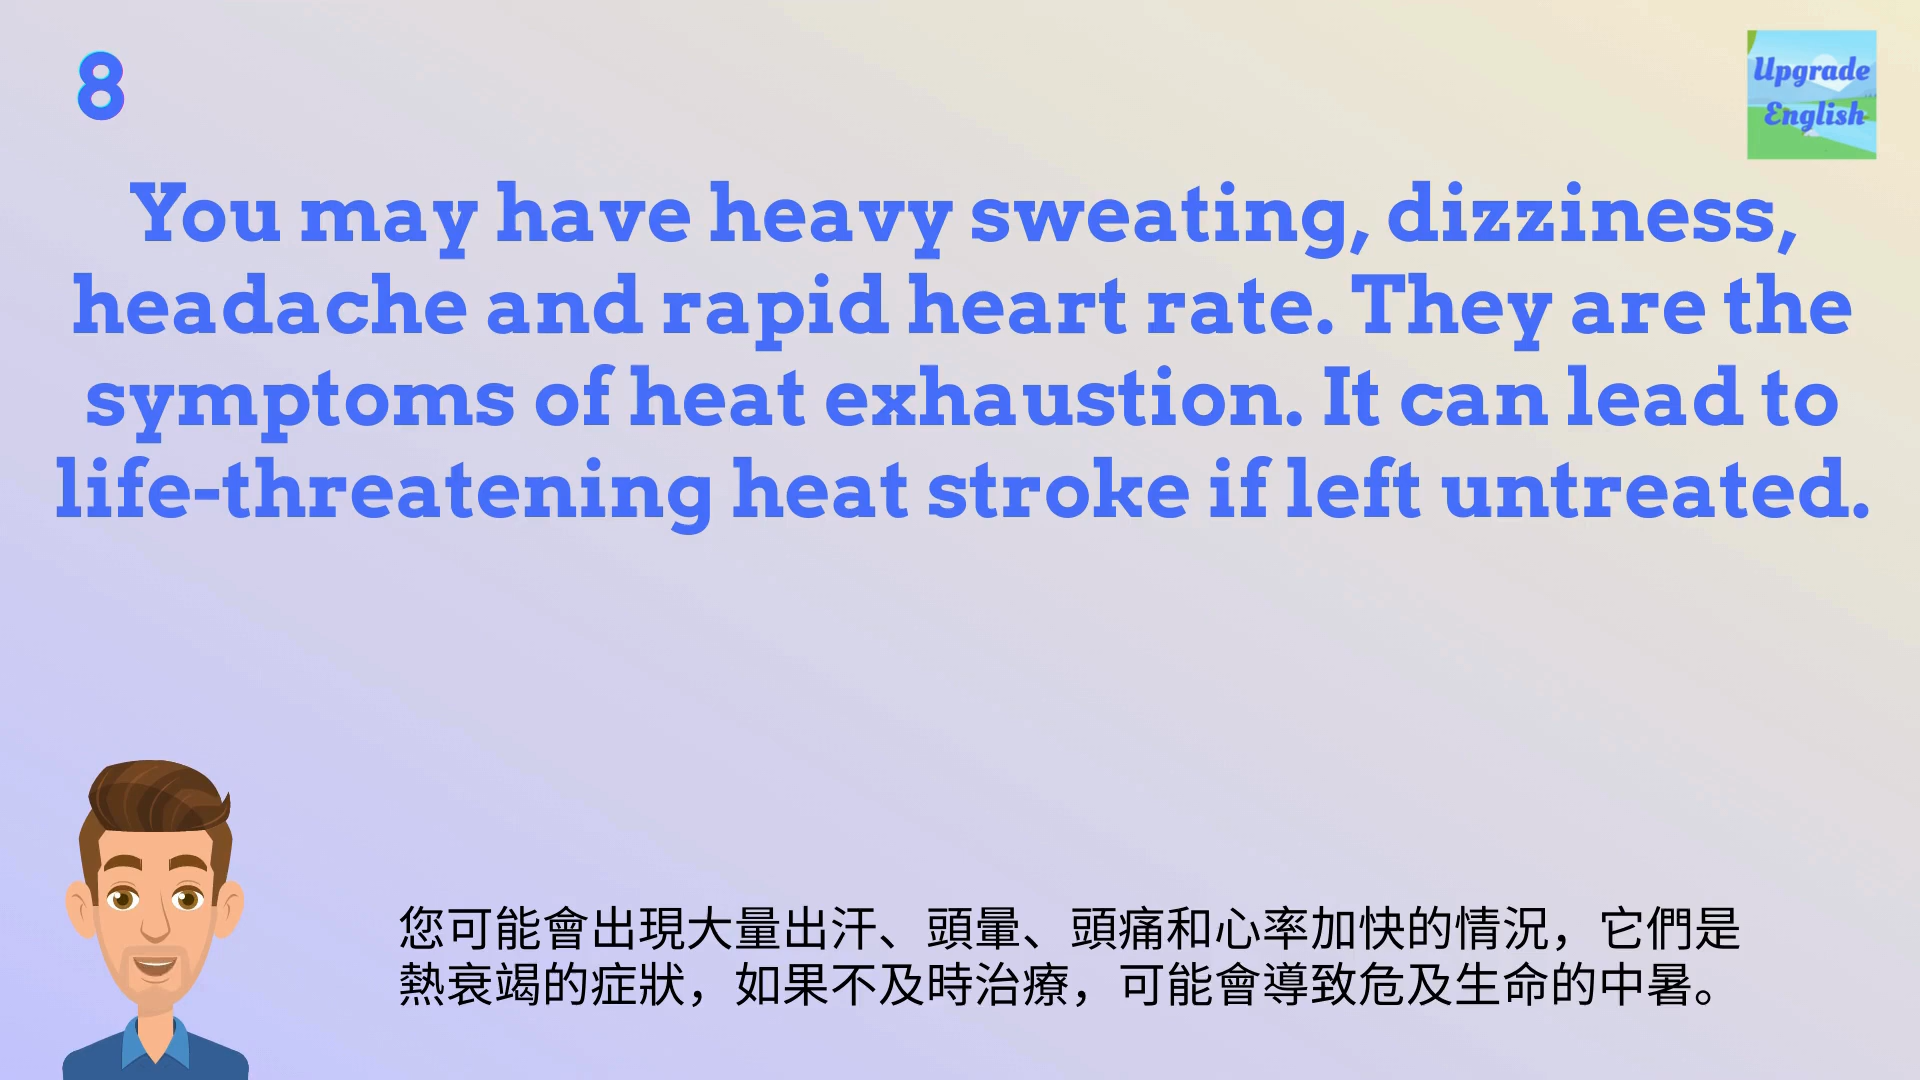 8
Upgrade
English
You may have heavy sweating, dizziness,
headache and rapid heart rate. They are the
symptoms of heat exhaustion. It can lead to
life-threatening heat stroke if left untreated.
您可能會出現大量出汗、頭暈、頭痛和心率加快的情況，它們是
熱衰竭的症狀，如果不及時治療，可能會導致危及生命的中暑。